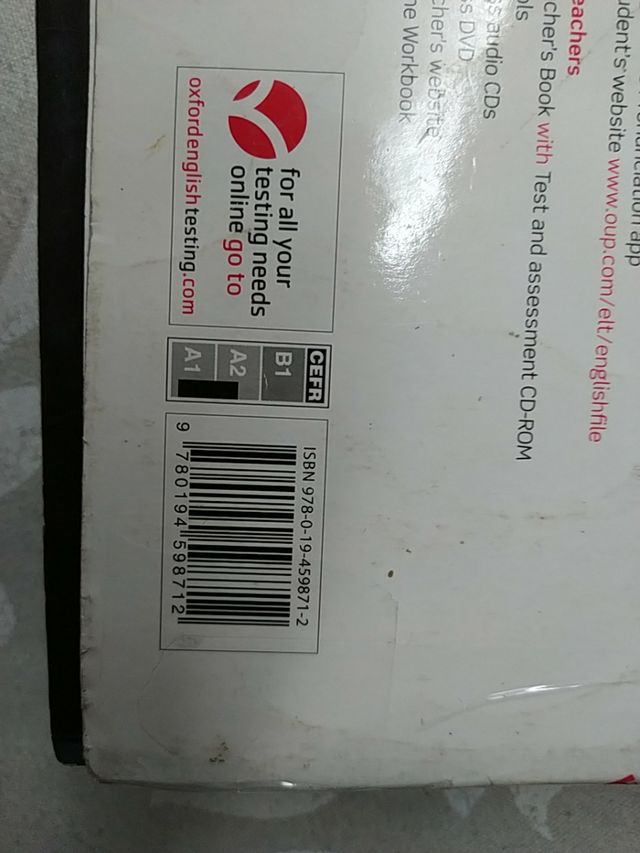 app
udent's website www.oup.com/elt/englishfile
eachers
cher's Book with Test and assessment CD-ROM
ols
ss audio CDs
ss DVD
cher's website
ne Workbook
for all your
testing needs
online go to
oxfordenglishtesting.com
CEFR
B1
A2
A1
ISBN 978-0-19-459871-2
9 780194 598712